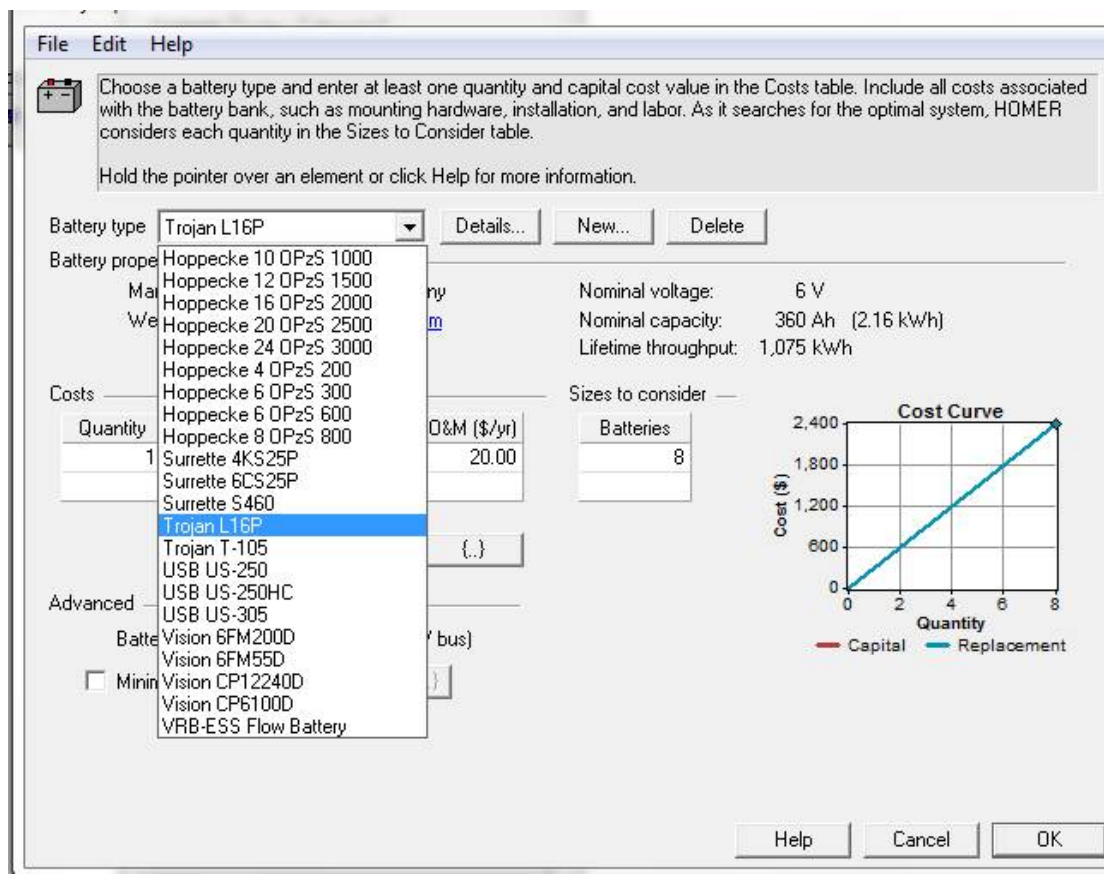 File Edit Help
Choose a battery type and enter at least one quantity and capital cost value in the Costs table. Include all costs associated
with the battery bank, such as mounting hardware, installation, and labor. As it searches for the optimal system, HOMER
considers each quantity in the Sizes to Consider table.
Hold the pointer over an element or click Help for more information.
Battery type Trojan L16P Details... New... Delete
Battery prope
Hoppecke 10 OPzS 1000
Hoppecke 12 OPzS 1500
Hoppecke 16 OPzS 2000
Hoppecke 20 OPzS 2500
Hoppecke 24 OPzS 3000
Hoppecke 4 OPzS 200
Hoppecke 6 OPzS 300
Hoppecke 6 OPzS 600
Hoppecke 8 OPzS 800
Surrette 4KS25P
Surrette 6CS25P
Surrette S460
Trojan L16P
Trojan T-105
USB US-250
USB US-250HC
USB US-305
Vision 6FM200D
Vision 6FM55D
Vision CP12240D
Vision CP6100D
VRB-ESS Flow Battery
Ma ny
We m
Nominal voltage: 6 V
Nominal capacity: 360 Ah (2.16 kWh)
Lifetime throughput: 1,075 kWh
Costs
Quantity O&M ($/yr)
1 20.00
{..}
Sizes to consider
Batteries
8
Cost Curve
2,400
1,800
1,200
600
0
Cost ($)
0 2 4 6 8
Quantity
Capital Replacement
Advanced
Batte bus)
Minin
Help Cancel OK